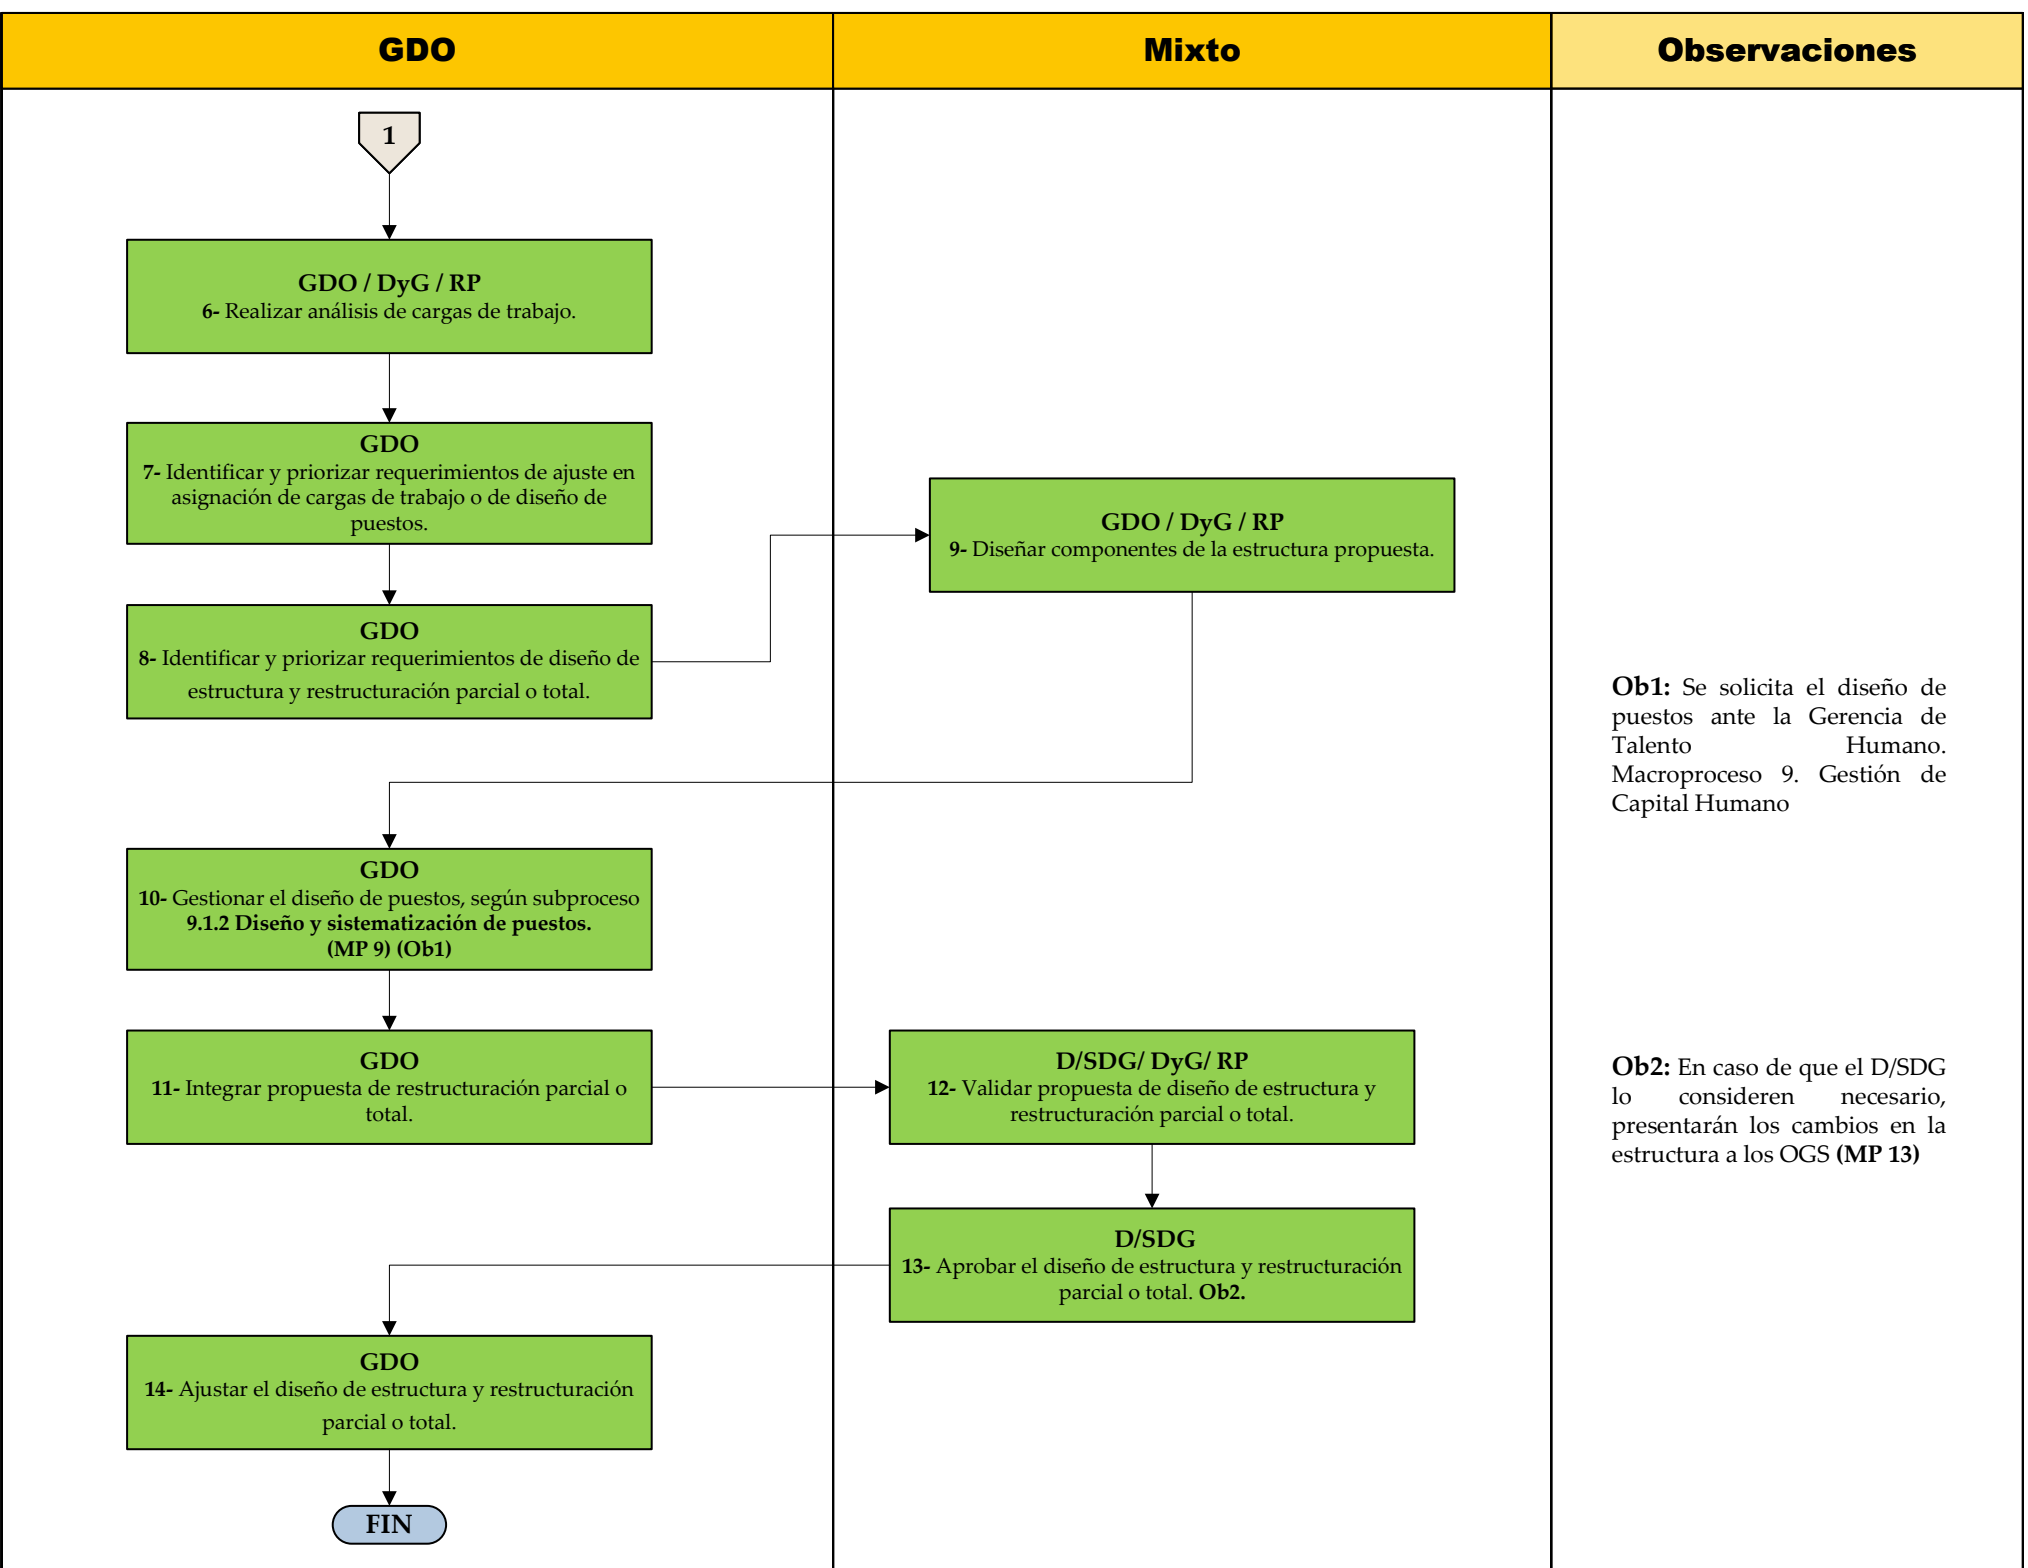 GDO
Mixto
Observaciones
1
GDO / DyG / RP
6- Realizar análisis de cargas de trabajo.
GDO
7- Identificar y priorizar requerimientos de ajuste en
asignación de cargas de trabajo o de diseño de
puestos.
GDO
8- Identificar y priorizar requerimientos de diseño de
estructura y restructuración parcial o total.
GDO / DyG / RP
9- Diseñar componentes de la estructura propuesta.
GDO
10- Gestionar el diseño de puestos, según subproceso
9.1.2 Diseño y sistematización de puestos.
(MP 9) (Ob1)
GDO
11- Integrar propuesta de restructuración parcial o
total.
D/SDG/ DyG/ RP
12- Validar propuesta de diseño de estructura y
restructuración parcial o total.
D/SDG
13- Aprobar el diseño de estructura y restructuración
parcial o total. Ob2.
GDO
14- Ajustar el diseño de estructura y restructuración
parcial o total.
FIN
Ob1: Se solicita el diseño de
puestos ante la Gerencia de
Talento Humano.
Macroproceso 9. Gestión de
Capital Humano
Ob2: En caso de que el D/SDG
lo consideren necesario,
presentarán los cambios en la
estructura a los OGS (MP 13)